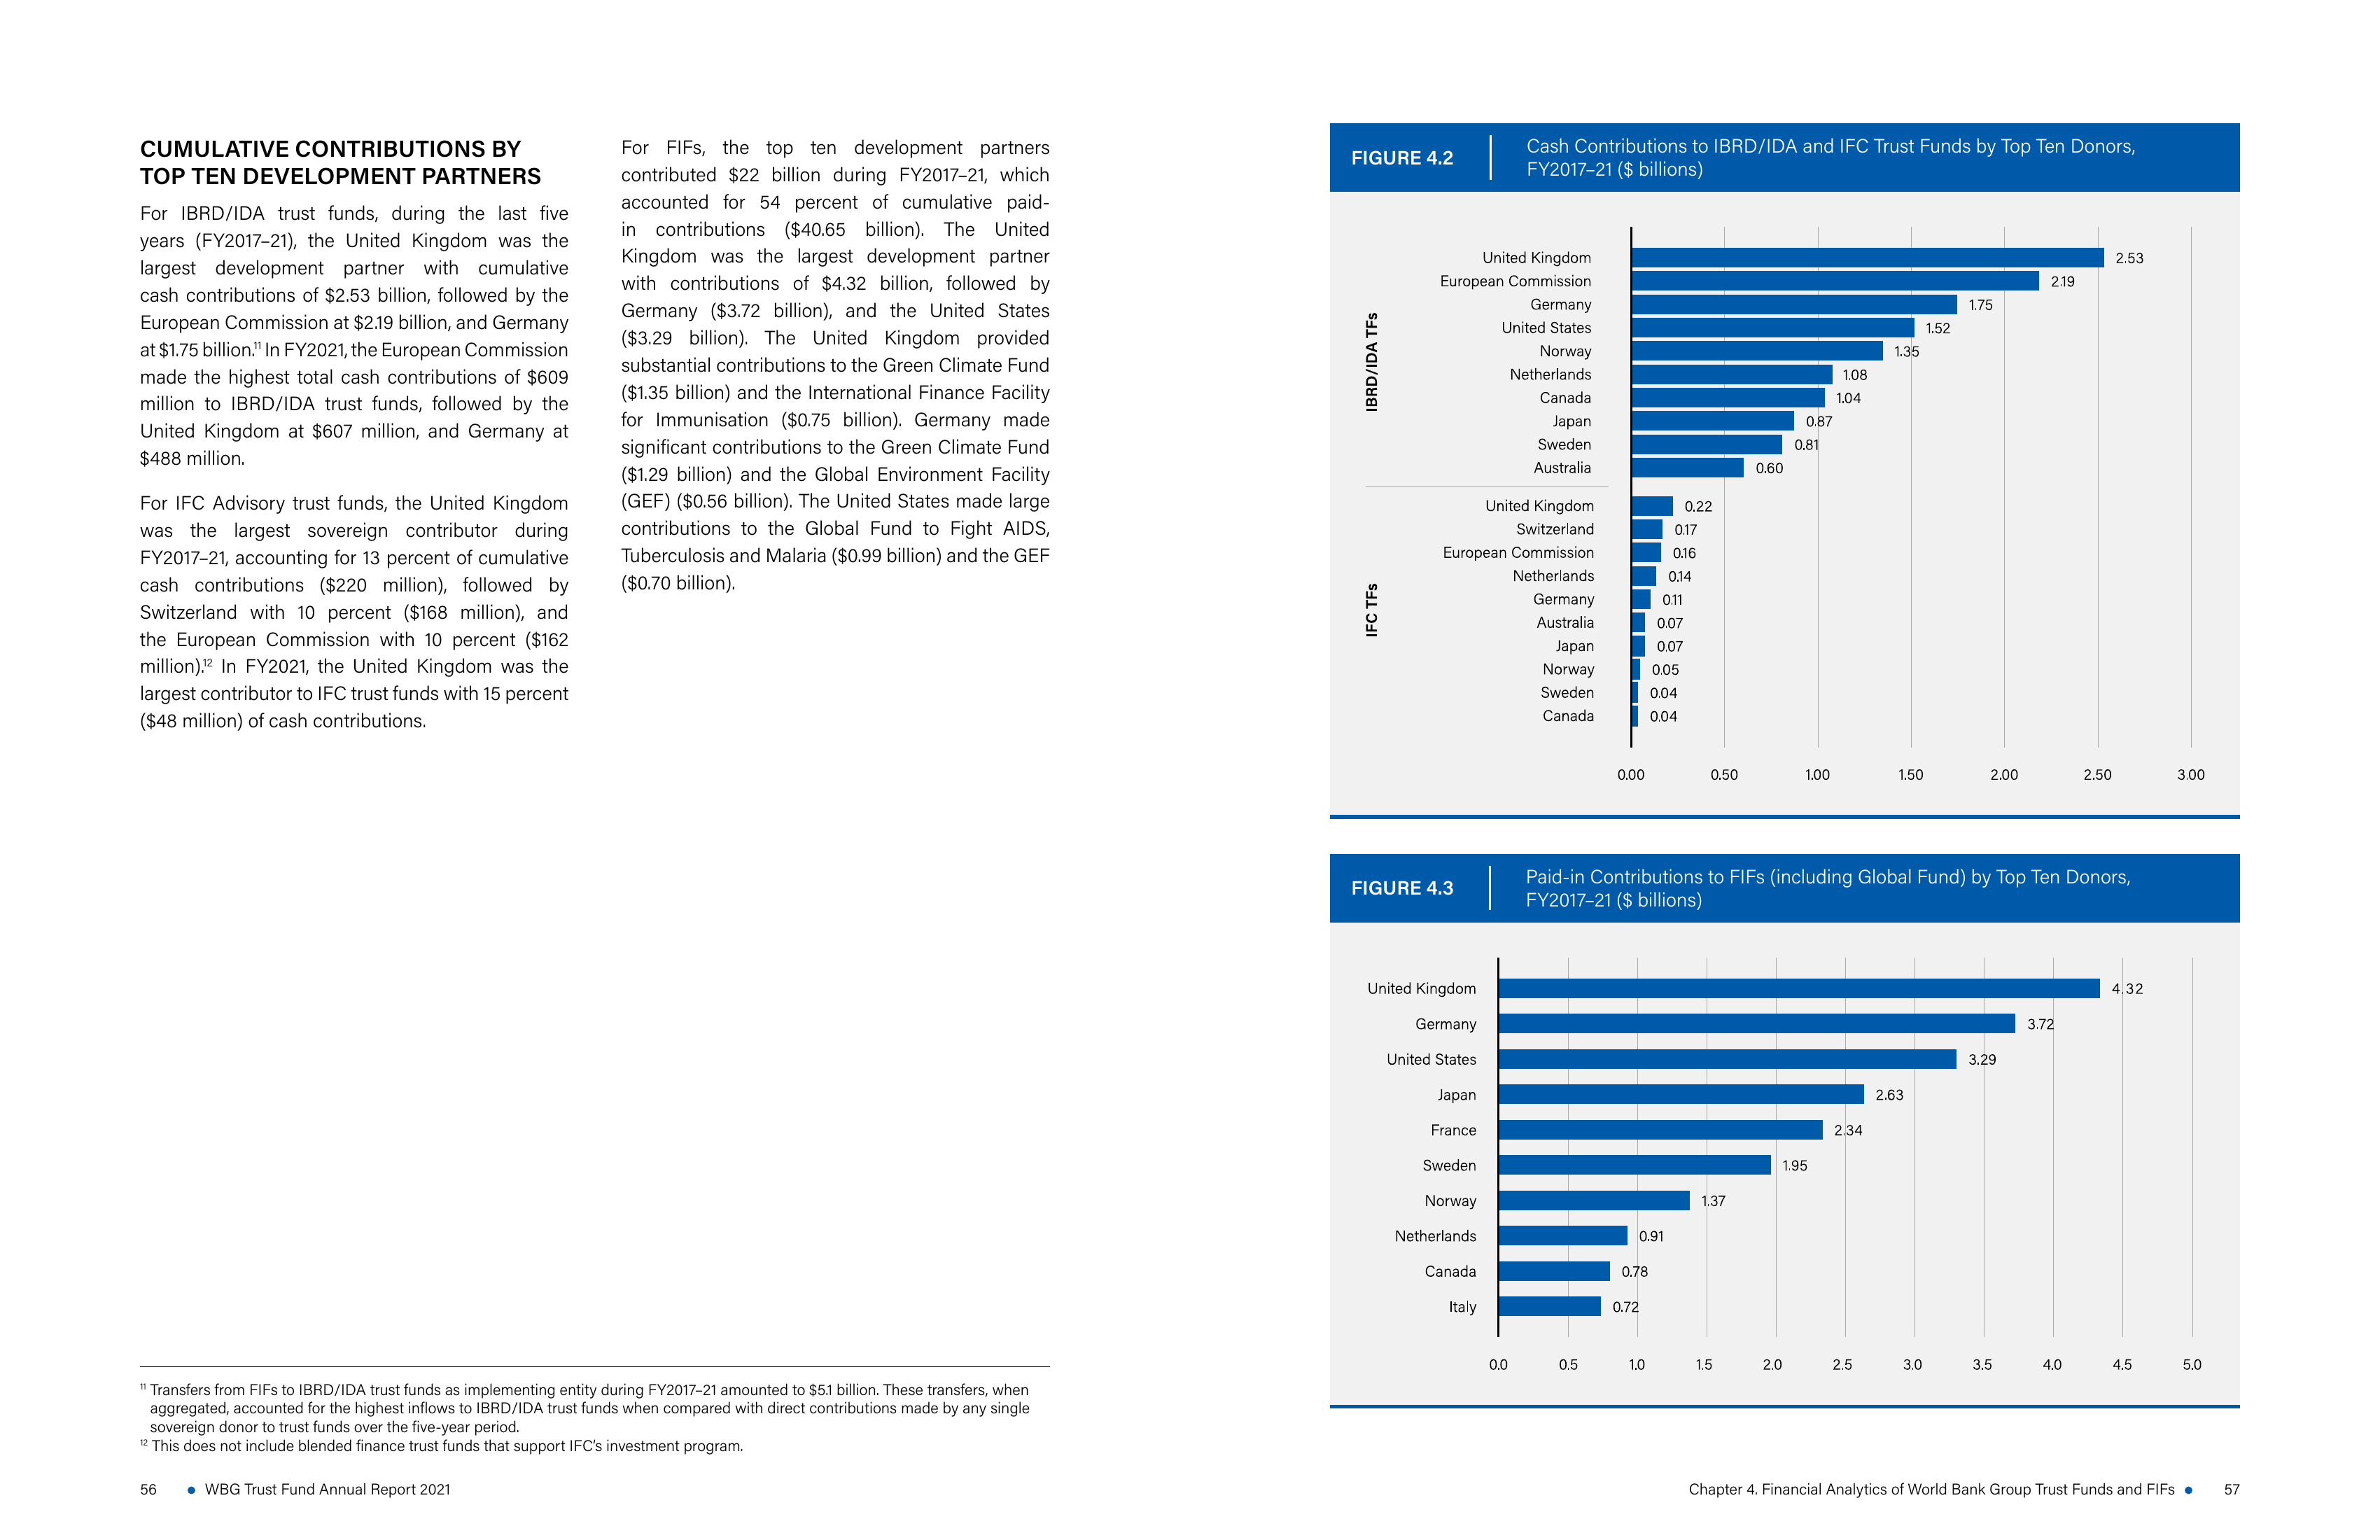 CUMULATIVE CONTRIBUTIONS BY
TOP TEN DEVELOPMENT PARTNERS
For IBRD/IDA trust funds, during the last five
years (FY2017–21), the United Kingdom was the
largest development partner with cumulative
cash contributions of $2.53 billion, followed by the
European Commission at $2.19 billion, and Germany
at $1.75 billion.11 In FY2021, the European Commission
made the highest total cash contributions of $609
million to IBRD/IDA trust funds, followed by the
United Kingdom at $607 million, and Germany at
$488 million.
For IFC Advisory trust funds, the United Kingdom
was the largest sovereign contributor during
FY2017–21, accounting for 13 percent of cumulative
cash contributions ($220 million), followed by
Switzerland with 10 percent ($168 million), and
the European Commission with 10 percent ($162
million).12 In FY2021, the United Kingdom was the
largest contributor to IFC trust funds with 15 percent
($48 million) of cash contributions.
For FIFs, the top ten development partners
contributed $22 billion during FY2017–21, which
accounted for 54 percent of cumulative paid-
in contributions ($40.65 billion). The United
Kingdom was the largest development partner
with contributions of $4.32 billion, followed by
Germany ($3.72 billion), and the United States
($3.29 billion). The United Kingdom provided
substantial contributions to the Green Climate Fund
($1.35 billion) and the International Finance Facility
for Immunisation ($0.75 billion). Germany made
significant contributions to the Green Climate Fund
($1.29 billion) and the Global Environment Facility
(GEF) ($0.56 billion). The United States made large
contributions to the Global Fund to Fight AIDS,
Tuberculosis and Malaria ($0.99 billion) and the GEF
($0.70 billion).
11 Transfers from FIFs to IBRD/IDA trust funds as implementing entity during FY2017–21 amounted to $5.1 billion. These transfers, when
aggregated, accounted for the highest inflows to IBRD/IDA trust funds when compared with direct contributions made by any single
sovereign donor to trust funds over the five-year period.
12 This does not include blended finance trust funds that support IFC's investment program.
56 • WBG Trust Fund Annual Report 2021
FIGURE 4.2
Cash Contributions to IBRD/IDA and IFC Trust Funds by Top Ten Donors,
FY2017–21 ($ billions)
IBRD/IDA TFs
United Kingdom 2.53
European Commission 2.19
Germany 1.75
United States 1.52
Norway 1.35
Netherlands 1.08
Canada 1.04
Japan 0.87
Sweden 0.81
Australia 0.60
IFC TFs
United Kingdom 0.22
Switzerland 0.17
European Commission 0.16
Netherlands 0.14
Germany 0.11
Australia 0.07
Japan 0.07
Norway 0.05
Sweden 0.04
Canada 0.04
0.00 0.50 1.00 1.50 2.00 2.50 3.00
FIGURE 4.3
Paid-in Contributions to FIFs (including Global Fund) by Top Ten Donors,
FY2017–21 ($ billions)
United Kingdom 4.32
Germany 3.72
United States 3.29
Japan 2.63
France 2.34
Sweden 1.95
Norway 1.37
Netherlands 0.91
Canada 0.78
Italy 0.72
0.0 0.5 1.0 1.5 2.0 2.5 3.0 3.5 4.0 4.5 5.0
Chapter 4. Financial Analytics of World Bank Group Trust Funds and FIFs • 57